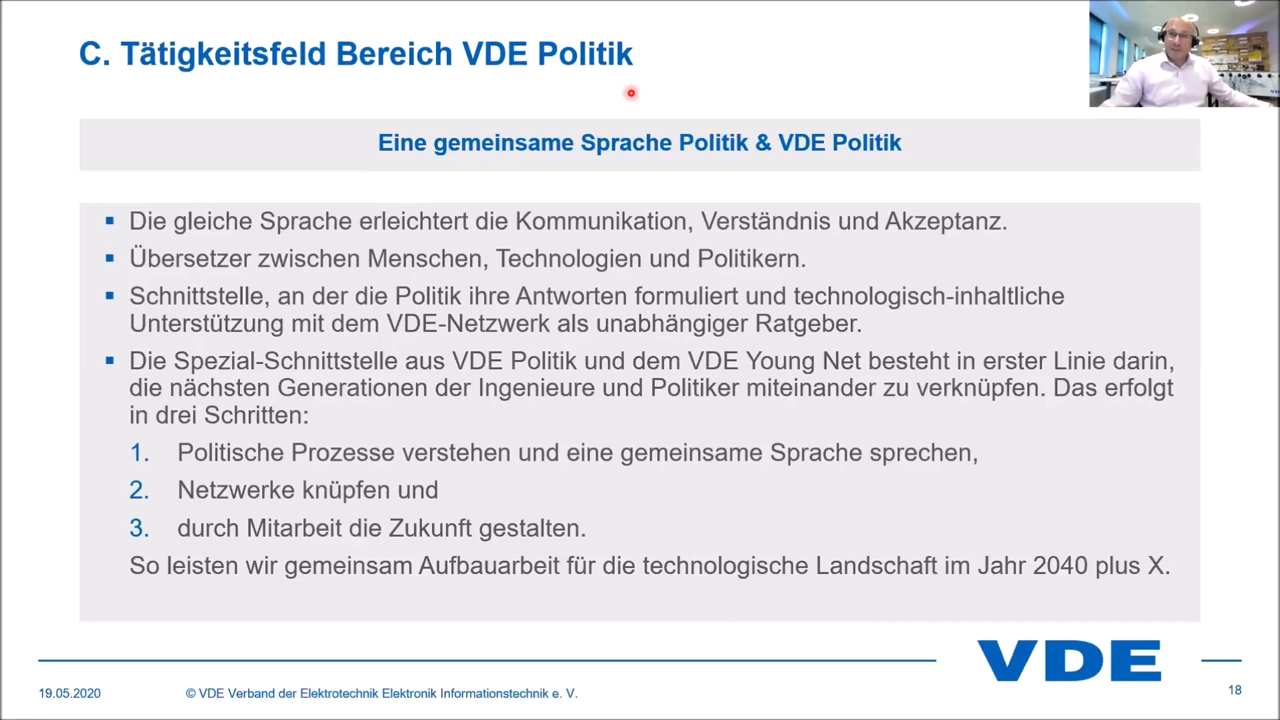 C. Tätigkeitsfeld Bereich VDE Politik
Eine gemeinsame Sprache Politik & VDE Politik
▪ Die gleiche Sprache erleichtert die Kommunikation, Verständnis und Akzeptanz.
▪ Übersetzer zwischen Menschen, Technologien und Politikern.
▪ Schnittstelle, an der die Politik ihre Antworten formuliert und technologisch-inhaltliche
Unterstützung mit dem VDE-Netzwerk als unabhängiger Ratgeber.
▪ Die Spezial-Schnittstelle aus VDE Politik und dem VDE Young Net besteht in erster Linie darin,
die nächsten Generationen der Ingenieure und Politiker miteinander zu verknüpfen. Das erfolgt
in drei Schritten:
1. Politische Prozesse verstehen und eine gemeinsame Sprache sprechen,
2. Netzwerke knüpfen und
3. durch Mitarbeit die Zukunft gestalten.
So leisten wir gemeinsam Aufbauarbeit für die technologische Landschaft im Jahr 2040 plus X.
VDE
19.05.2020
© VDE Verband der Elektrotechnik Elektronik Informationstechnik e. V.
18